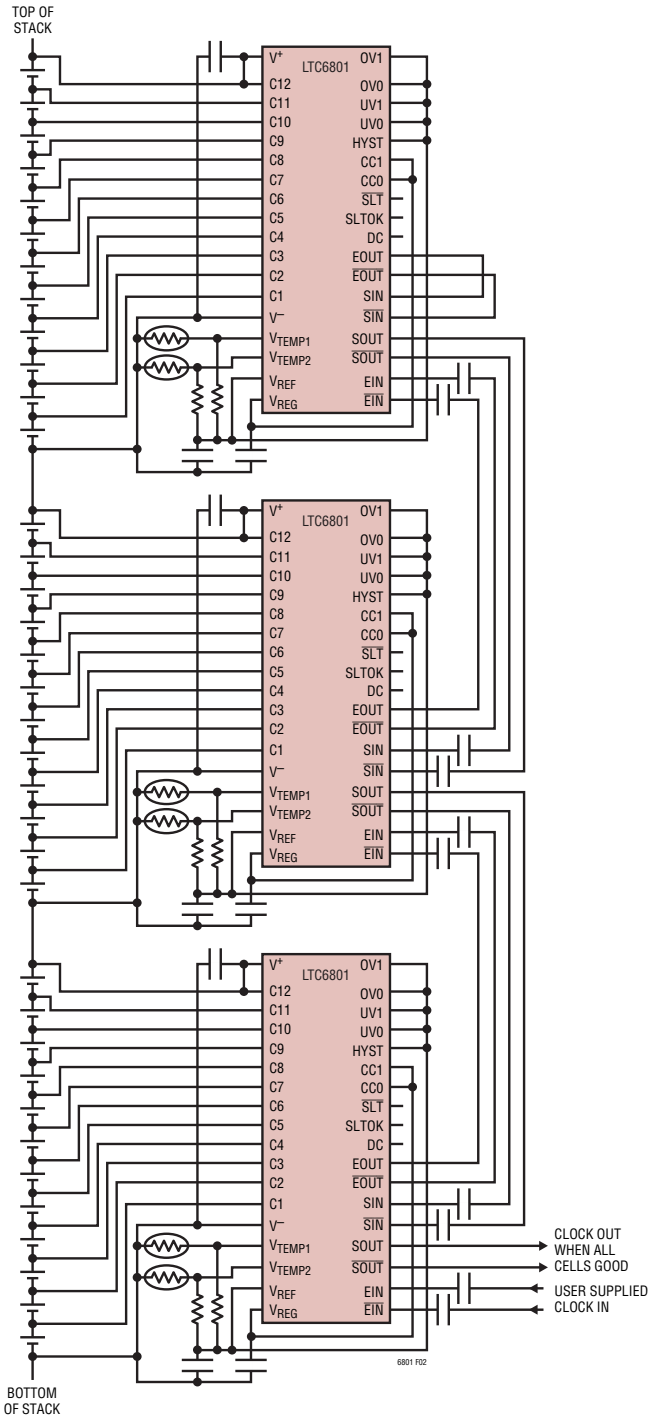 TOP OF
STACK
LTC6801
V+
C12
C11
C10
C9
C8
C7
C6
C5
C4
C3
C2
C1
V–
VTEMP1
VTEMP2
VREF
VREG
OV1
OV0
UV1
UV0
HYST
CC1
CC0
SLT
SLTOK
DC
EOUT
EOUT
SIN
SIN
SOUT
SOUT
EIN
EIN
LTC6801
V+
C12
C11
C10
C9
C8
C7
C6
C5
C4
C3
C2
C1
V–
VTEMP1
VTEMP2
VREF
VREG
OV1
OV0
UV1
UV0
HYST
CC1
CC0
SLT
SLTOK
DC
EOUT
EOUT
SIN
SIN
SOUT
SOUT
EIN
EIN
LTC6801
V+
C12
C11
C10
C9
C8
C7
C6
C5
C4
C3
C2
C1
V–
VTEMP1
VTEMP2
VREF
VREG
OV1
OV0
UV1
UV0
HYST
CC1
CC0
SLT
SLTOK
DC
EOUT
EOUT
SIN
SIN
SOUT
SOUT
EIN
EIN
CLOCK OUT
WHEN ALL
CELLS GOOD
USER SUPPLIED
CLOCK IN
6801 F02
BOTTOM
OF STACK